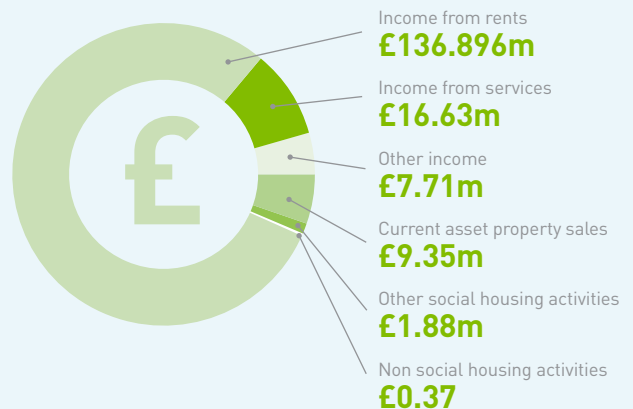 Income from rents
£136.896m
Income from services
£16.63m
Other income
£7.71m
£
Current asset property sales
£9.35m
Other social housing activities
£1.88m
Non social housing activities
£0.37